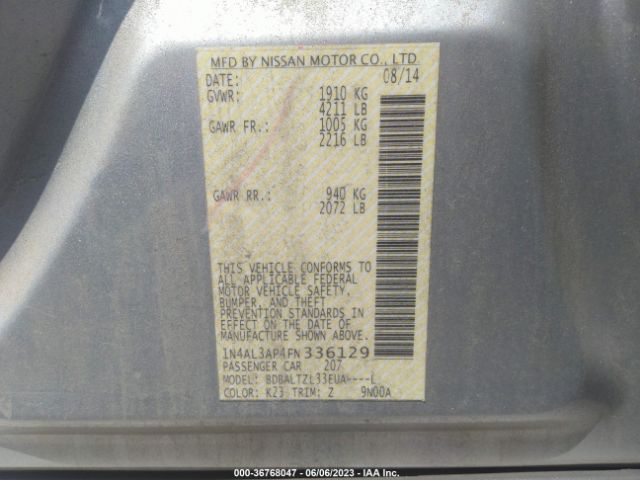 MFD BY NISSAN MOTOR CO., LTD
DATE: 08/14
GVWR: 1910 KG
4211 LB
GAWR FR.: 1005 KG
2216 LB
GAWR RR.: 940 KG
2072 LB
THIS VEHICLE CONFORMS TO
ALL APPLICABLE FEDERAL
MOTOR VEHICLE SAFETY,
BUMPER, AND THEFT
PREVENTION STANDARDS IN
EFFECT ON THE DATE OF
MANUFACTURE SHOWN ABOVE.
1N4AL3AP4FN336129
PASSENGER CAR 207
MODEL: BDBALTZL33EUA----L
COLOR: K23 TRIM: Z 9N00A
000-36768047 - 06/06/2023 - IAA Inc.